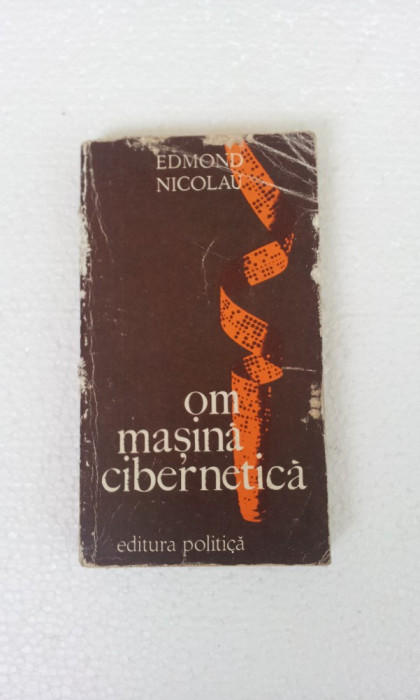 EDMOND
NICOLAU
om
mașină
cibernetică
editura politică